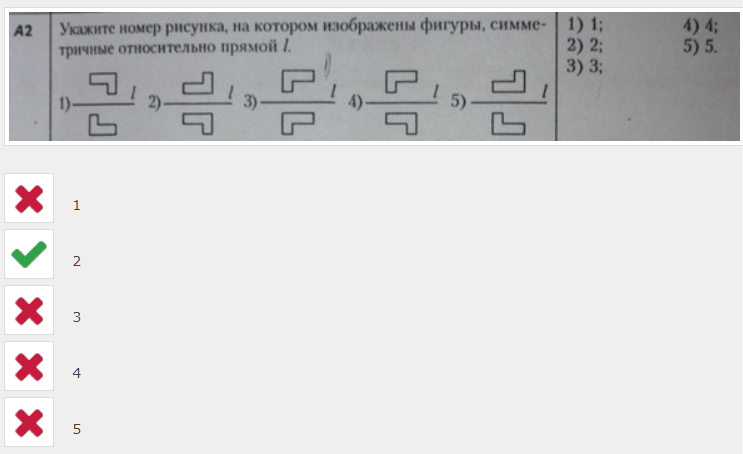 A2 Укажите номер рисунка, на котором изображены фигуры, симме-
тричные относительно прямой l.
1) l 2) l 3) l 4) l 5) l
1) 1; 4) 4;
2) 2; 5) 5.
3) 3;
1
2
3
4
5